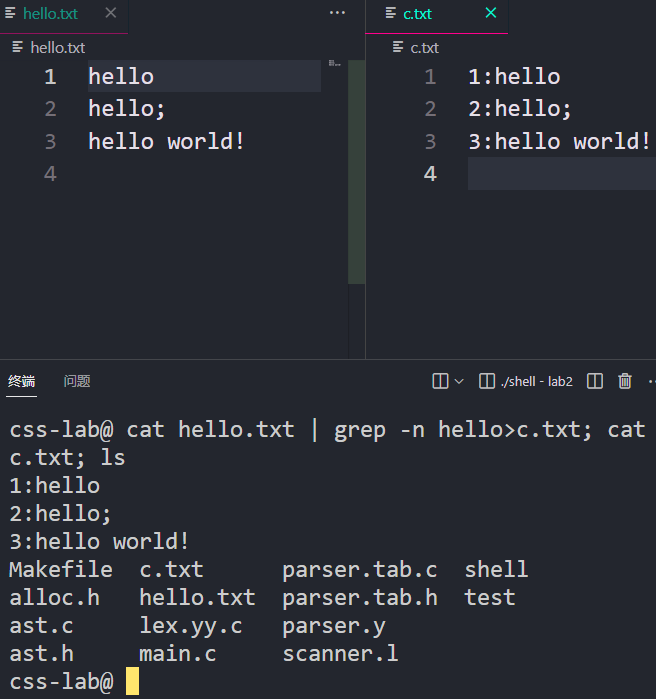 hello.txt
hello.txt
1 hello
2 hello;
3 hello world!
4
c.txt
c.txt
1 1:hello
2 2:hello;
3 3:hello world!
4
终端 问题
./shell - lab2
css-lab@ cat hello.txt | grep -n hello>c.txt; cat
c.txt; ls
1:hello
2:hello;
3:hello world!
Makefile c.txt parser.tab.c shell
alloc.h hello.txt parser.tab.h test
ast.c lex.yy.c parser.y
ast.h main.c scanner.l
css-lab@